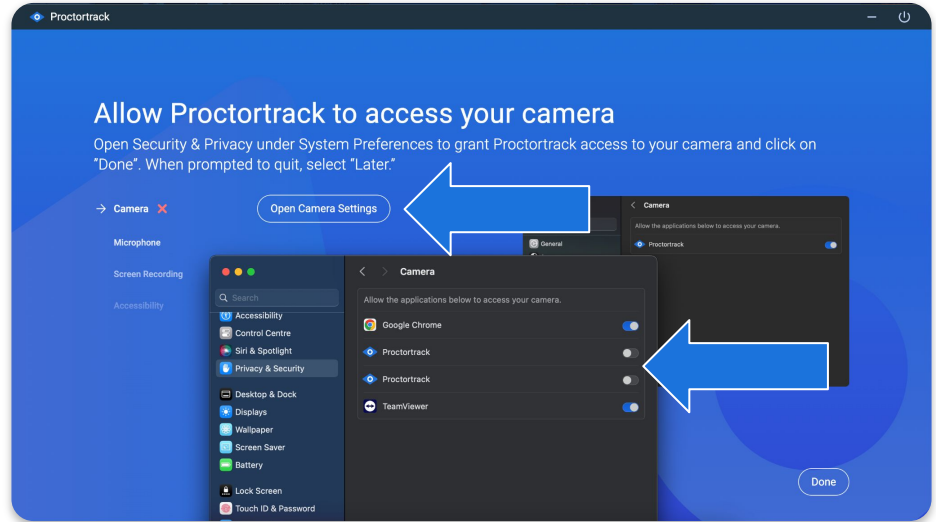 Proctortrack
Allow Proctortrack to access your camera
Open Security & Privacy under System Preferences to grant Proctortrack access to your camera and click on
"Done". When prompted to quit, select "Later."
Camera
Open Camera Settings
Microphone
Screen Recording
Accessibility
Camera
Allow the applications below to access your camera.
General
Proctortrack
Camera
Search
Allow the applications below to access your camera.
Accessibility
Google Chrome
Control Centre
Siri & Spotlight
Proctortrack
Privacy & Security
Proctortrack
Desktop & Dock
TeamViewer
Displays
Wallpaper
Screen Saver
Battery
Lock Screen
Touch ID & Password
Done